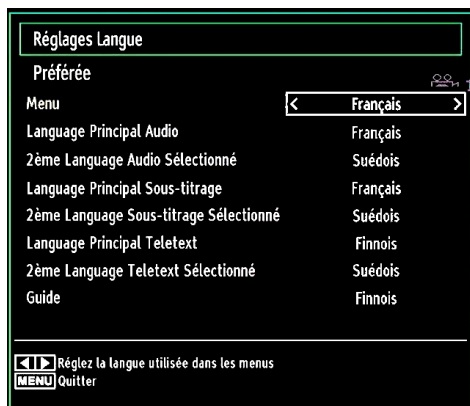 Réglages Langue
Préférée
Menu < Français >
Language Principal Audio Français
2ème Language Audio Sélectionné Suédois
Language Principal Sous-titrage Français
2ème Language Sous-titrage Sélectionné Suédois
Language Principal Teletext Finnois
2ème Language Teletext Sélectionné Suédois
Guide Finnois
Réglez la langue utilisée dans les menus
MENU Quitter